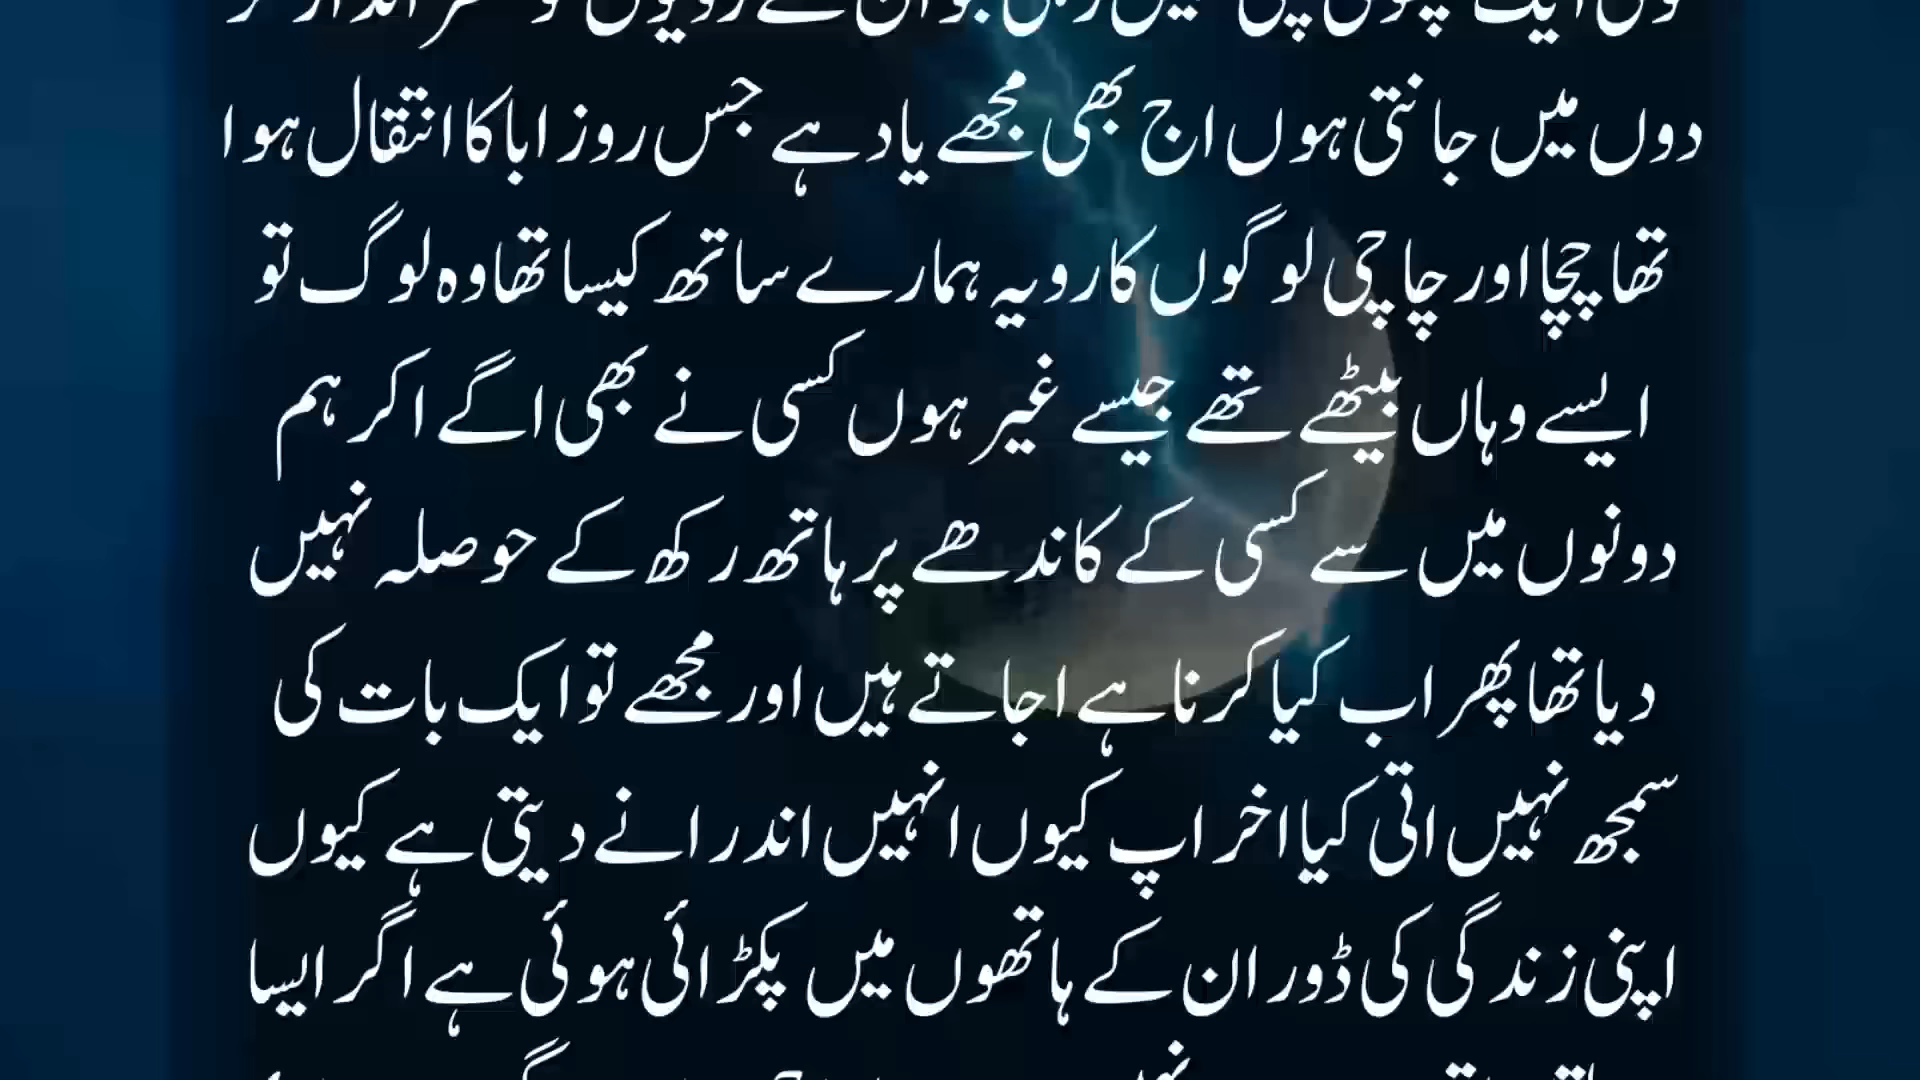 دوں میں جانتی ہوں اج بھی مجھے یاد ہے جس روز ابا کا انتقال ہوا
تھا چچا اور چاچی لوگوں کا رویہ ہمارے ساتھ کیسا تھا وہ لوگ تو
ایسے وہاں بیٹھے تھے جیسے غیر ہوں کسی نے بھی اگے اکر ہم
دونوں میں سے کسی کے کاندھے پر ہاتھ رکھ کے حوصلہ نہیں
دیا تھا پھر اب کیا کرنا ہے اجاتے ہیں اور مجھے تو ایک بات کی
سمجھ نہیں اتی کیا اخر اپ کیوں انہیں اندر انے دیتی ہے کیوں
اپنی زندگی کی ڈور ان کے ہاتھوں میں پکڑائی ہوئی ہے اگر ایسا